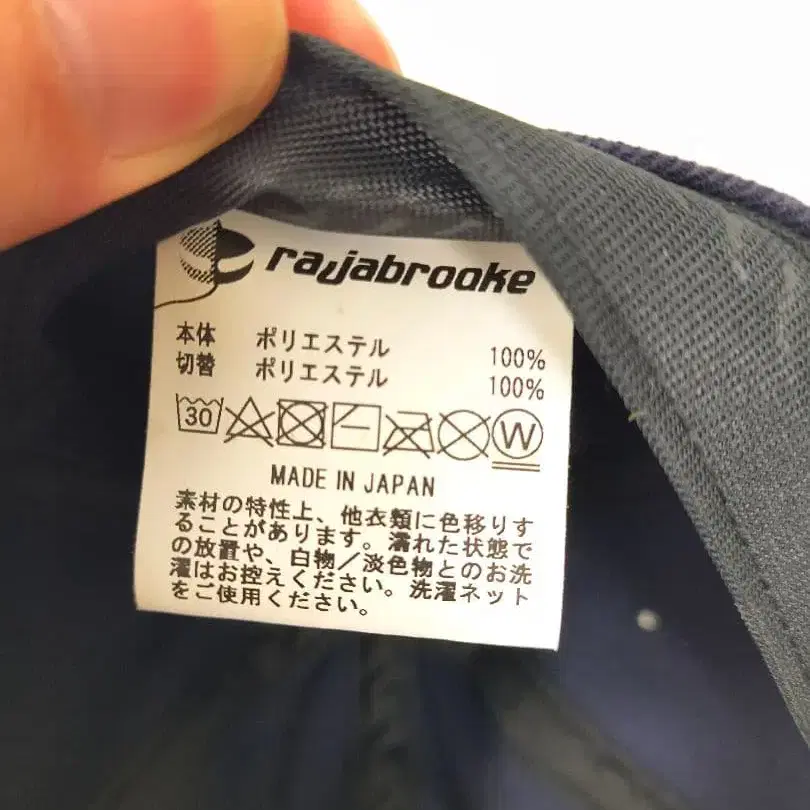 rajabrooke
本体 ポリエステル 100%
切替 ポリエステル 100%
30 W
MADE IN JAPAN
素材の特性上、他衣類に色移りす
ることがあります。濡れた状態で
の放置や、白物／淡色物とのお洗
濯はお控えください。洗濯ネット
をご使用ください。